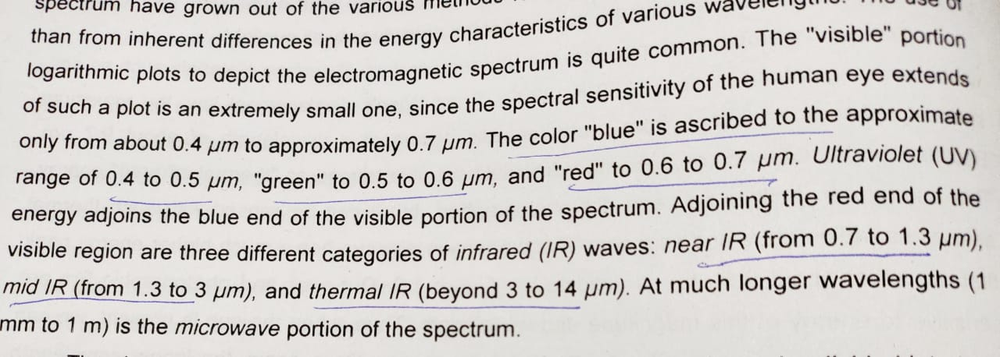 spectrum have grown out of the various
than from inherent differences in the energy characteristics of various
logarithmic plots to depict the electromagnetic spectrum is quite common. The "visible" portion
of such a plot is an extremely small one, since the spectral sensitivity of the human eye extends
only from about 0.4 µm to approximately 0.7 µm. The color "blue" is ascribed to the approximate
range of 0.4 to 0.5 µm, "green" to 0.5 to 0.6 µm, and "red" to 0.6 to 0.7 µm. Ultraviolet (UV)
energy adjoins the blue end of the visible portion of the spectrum. Adjoining the red end of the
visible region are three different categories of infrared (IR) waves: near IR (from 0.7 to 1.3 µm),
mid IR (from 1.3 to 3 µm), and thermal IR (beyond 3 to 14 µm). At much longer wavelengths (1
mm to 1 m) is the microwave portion of the spectrum.